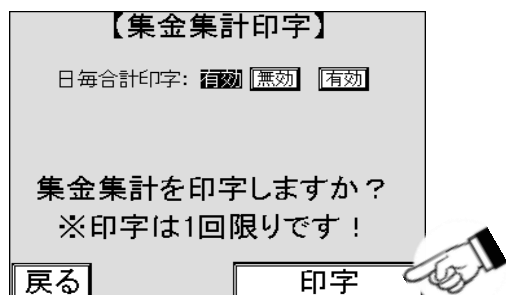 【集金集計印字】
日毎合計印字: 有効 無効 有効
集金集計を印字しますか？
※印字は1回限りです！
戻る 印字